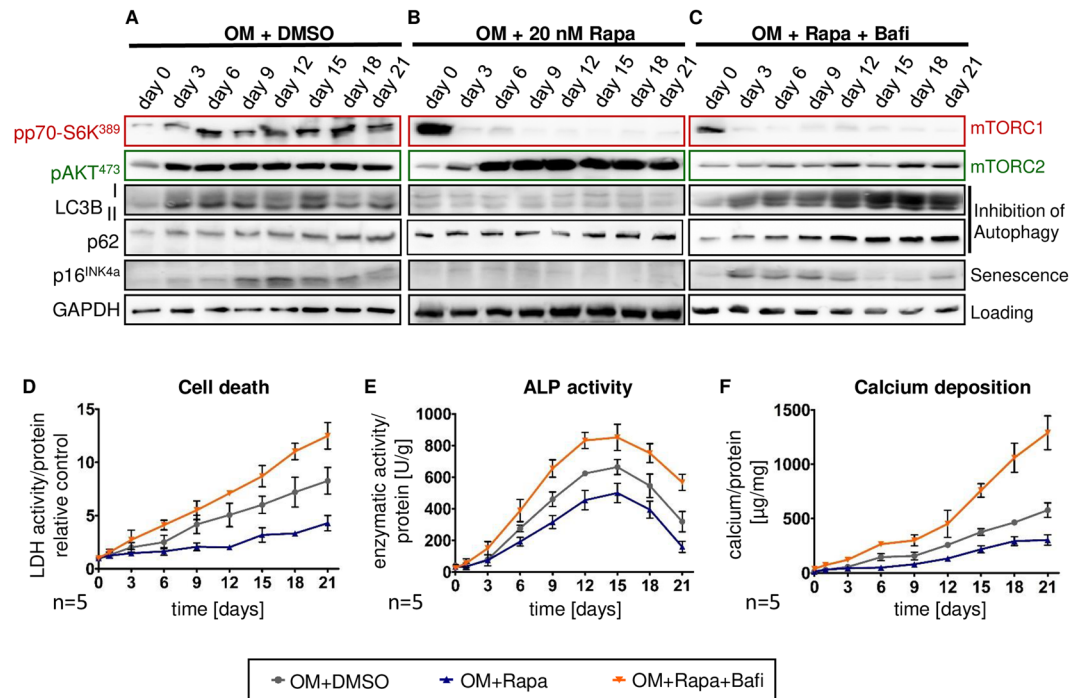 A B C
OM + DMSO OM + 20 nM Rapa OM + Rapa + Bafi
day 0 day 3 day 6 day 9 day 12 day 15 day 18 day 21 day 0 day 3 day 6 day 9 day 12 day 15 day 18 day 21 day 0 day 3 day 6 day 9 day 12 day 15 day 18 day 21
pp70-S6K³⁸⁹ mTORC1
pAKT⁴⁷³ mTORC2
LC3B I
II
Inhibition of
Autophagy
p62
p16ᴵᴺᴷ⁴ᵃ Senescence
GAPDH Loading
D Cell death
LDH activity/protein
relative control
15
10
5
0
0 3 6 9 12 15 18 21
n=5 time [days]
E ALP activity
enzymatic activity/
protein [U/g]
1000
800
600
400
200
0
0 3 6 9 12 15 18 21
n=5 time [days]
F Calcium deposition
calcium/protein
[µg/mg]
1500
1000
500
0
0 3 6 9 12 15 18 21
n=5 time [days]
OM+DMSO OM+Rapa OM+Rapa+Bafi